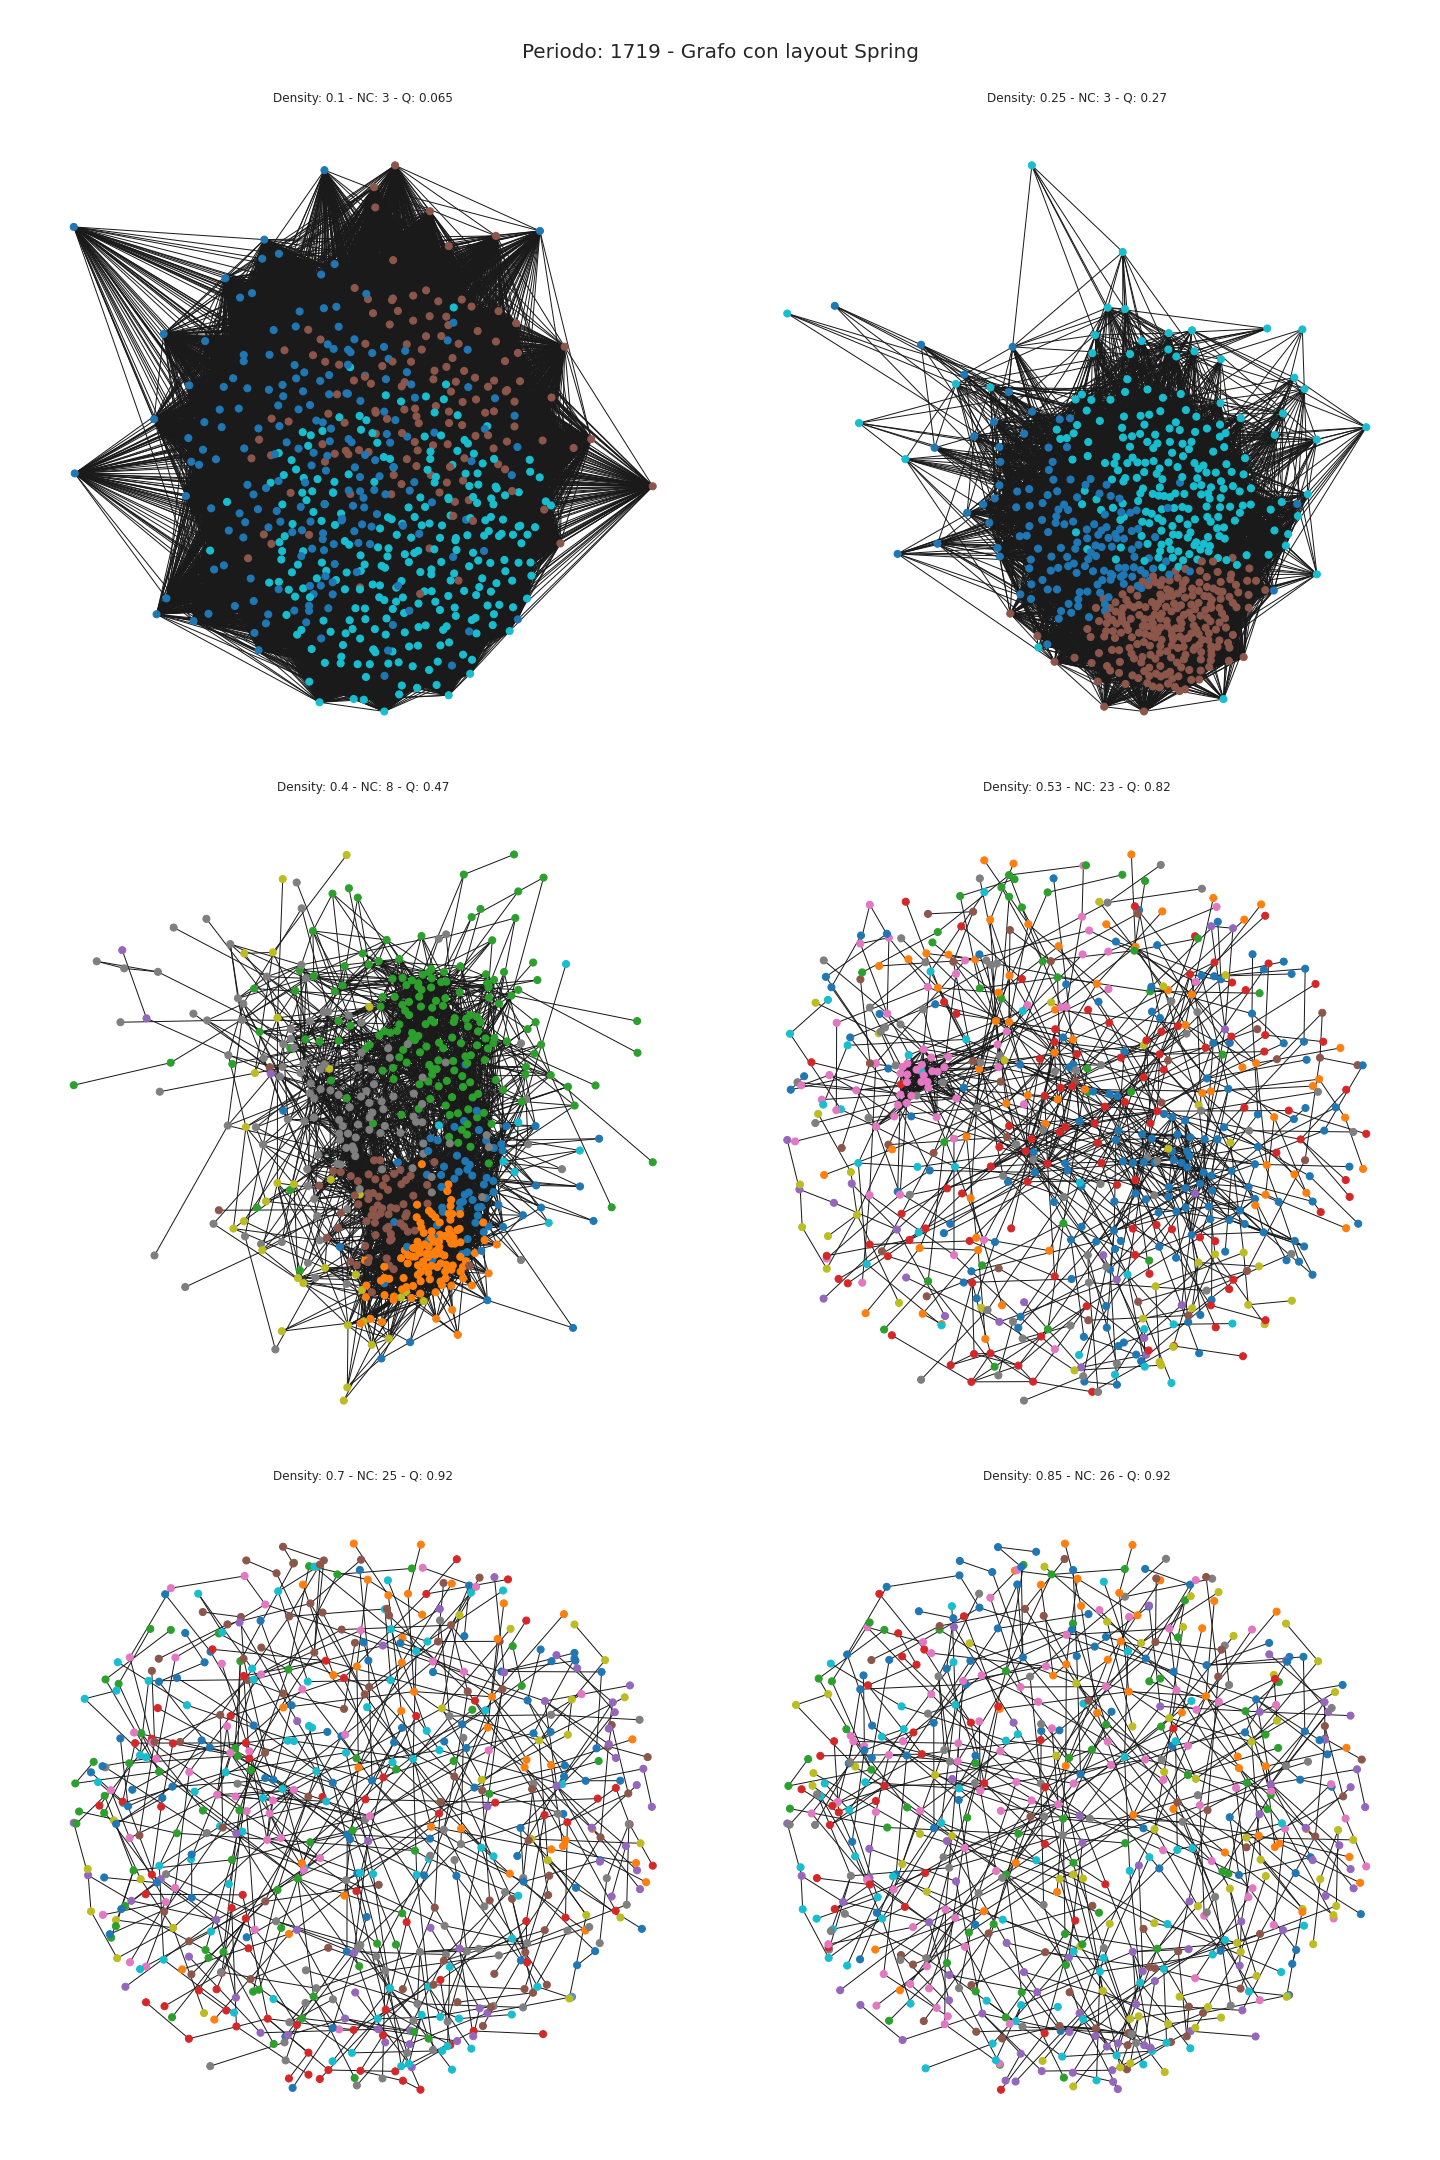 Periodo: 1719 - Grafo con layout Spring
Density: 0.1 - NC: 3 - Q: 0.065
Density: 0.25 - NC: 3 - Q: 0.27
Density: 0.4 - NC: 8 - Q: 0.47
Density: 0.53 - NC: 23 - Q: 0.82
Density: 0.7 - NC: 25 - Q: 0.92
Density: 0.85 - NC: 26 - Q: 0.92